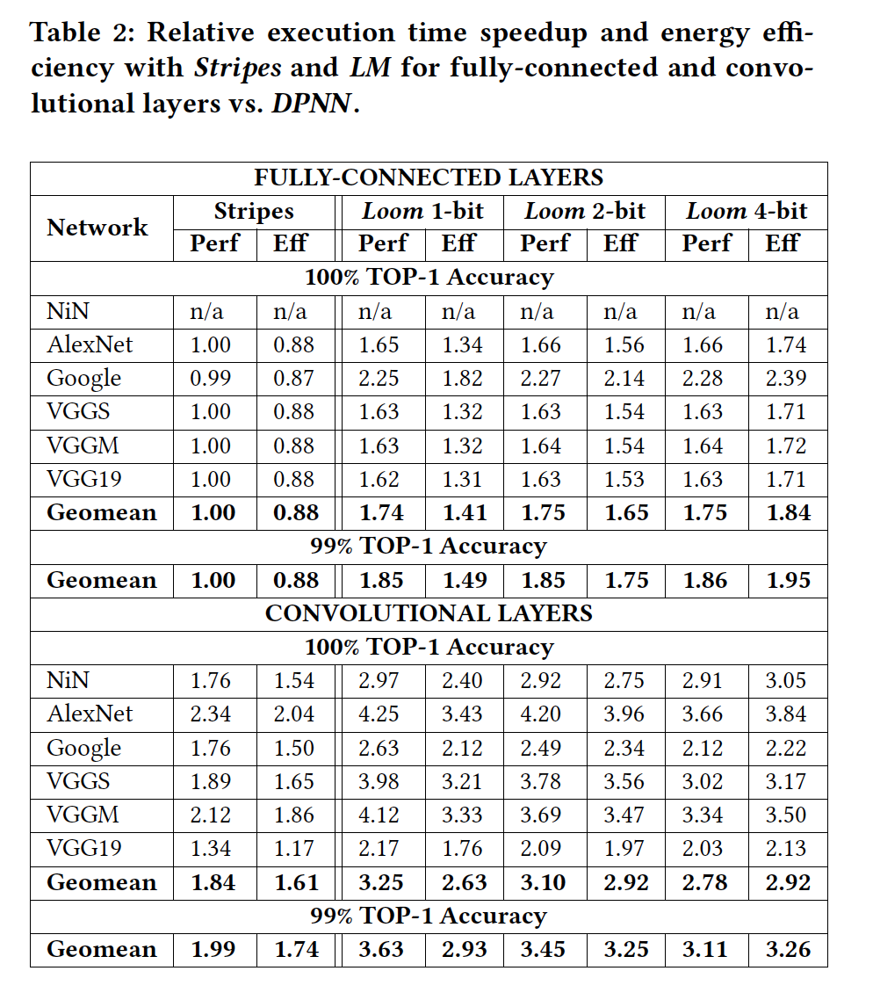 Table 2: Relative execution time speedup and energy effi-
ciency with Stripes and LM for fully-connected and convo-
lutional layers vs. DPNN.
FULLY-CONNECTED LAYERS
Network Stripes Loom 1-bit Loom 2-bit Loom 4-bit
Perf Eff Perf Eff Perf Eff Perf Eff
100% TOP-1 Accuracy
NiN n/a n/a n/a n/a n/a n/a n/a n/a
AlexNet 1.00 0.88 1.65 1.34 1.66 1.56 1.66 1.74
Google 0.99 0.87 2.25 1.82 2.27 2.14 2.28 2.39
VGGS 1.00 0.88 1.63 1.32 1.63 1.54 1.63 1.71
VGGM 1.00 0.88 1.63 1.32 1.64 1.54 1.64 1.72
VGG19 1.00 0.88 1.62 1.31 1.63 1.53 1.63 1.71
Geomean 1.00 0.88 1.74 1.41 1.75 1.65 1.75 1.84
99% TOP-1 Accuracy
Geomean 1.00 0.88 1.85 1.49 1.85 1.75 1.86 1.95
CONVOLUTIONAL LAYERS
100% TOP-1 Accuracy
NiN 1.76 1.54 2.97 2.40 2.92 2.75 2.91 3.05
AlexNet 2.34 2.04 4.25 3.43 4.20 3.96 3.66 3.84
Google 1.76 1.50 2.63 2.12 2.49 2.34 2.12 2.22
VGGS 1.89 1.65 3.98 3.21 3.78 3.56 3.02 3.17
VGGM 2.12 1.86 4.12 3.33 3.69 3.47 3.34 3.50
VGG19 1.34 1.17 2.17 1.76 2.09 1.97 2.03 2.13
Geomean 1.84 1.61 3.25 2.63 3.10 2.92 2.78 2.92
99% TOP-1 Accuracy
Geomean 1.99 1.74 3.63 2.93 3.45 3.25 3.11 3.26